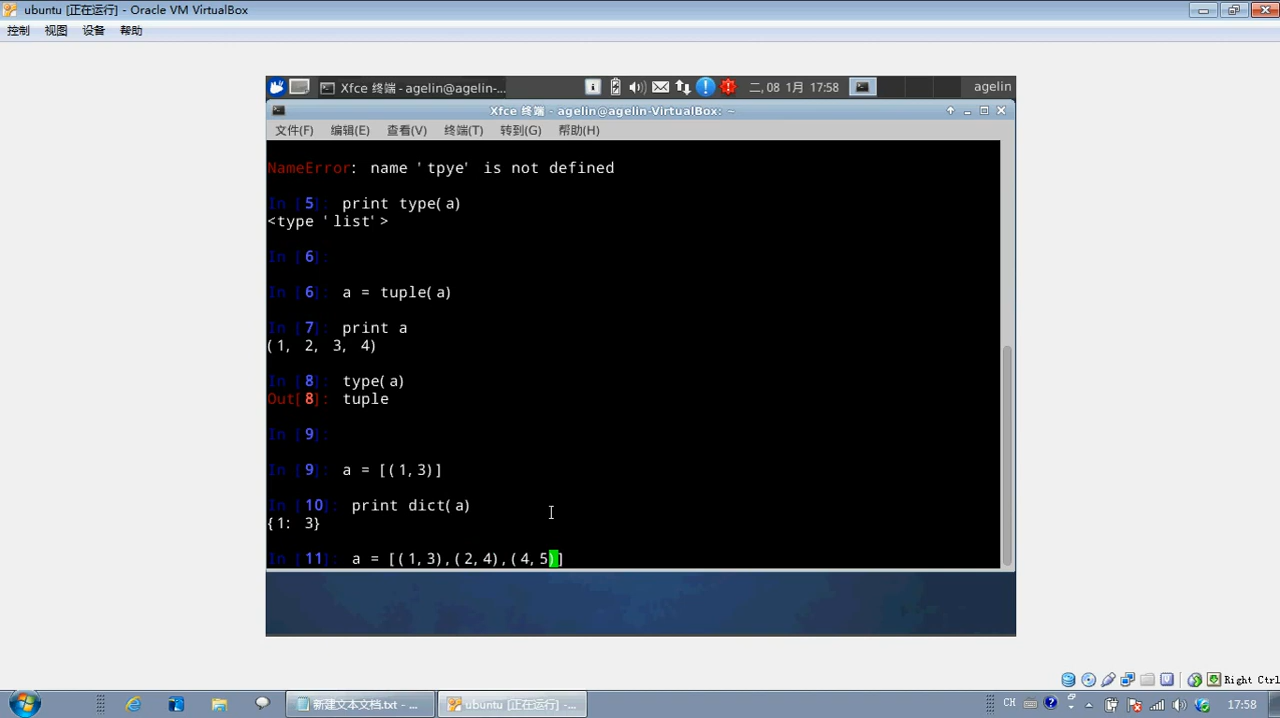 ubuntu [正在运行] - Oracle VM VirtualBox
控制 视图 设备 帮助
Xfce 终端 - agelin@agelin-... 二, 08 1月 17:58 agelin
Xfce 终端 - agelin@agelin-VirtualBox: ~
文件(F) 编辑(E) 查看(V) 终端(T) 转到(G) 帮助(H)
NameError: name 'tpye' is not defined
In [5]: print type(a)
<type 'list'>
In [6]:
In [6]: a = tuple(a)
In [7]: print a
(1, 2, 3, 4)
In [8]: type(a)
Out[8]: tuple
In [9]:
In [9]: a = [(1,3)]
In [10]: print dict(a)
{1: 3}
In [11]: a = [(1,3),(2,4),(4,5)]
Right Ctrl
新建文本文档.txt - ... ubuntu [正在运行] -... CH 17:58